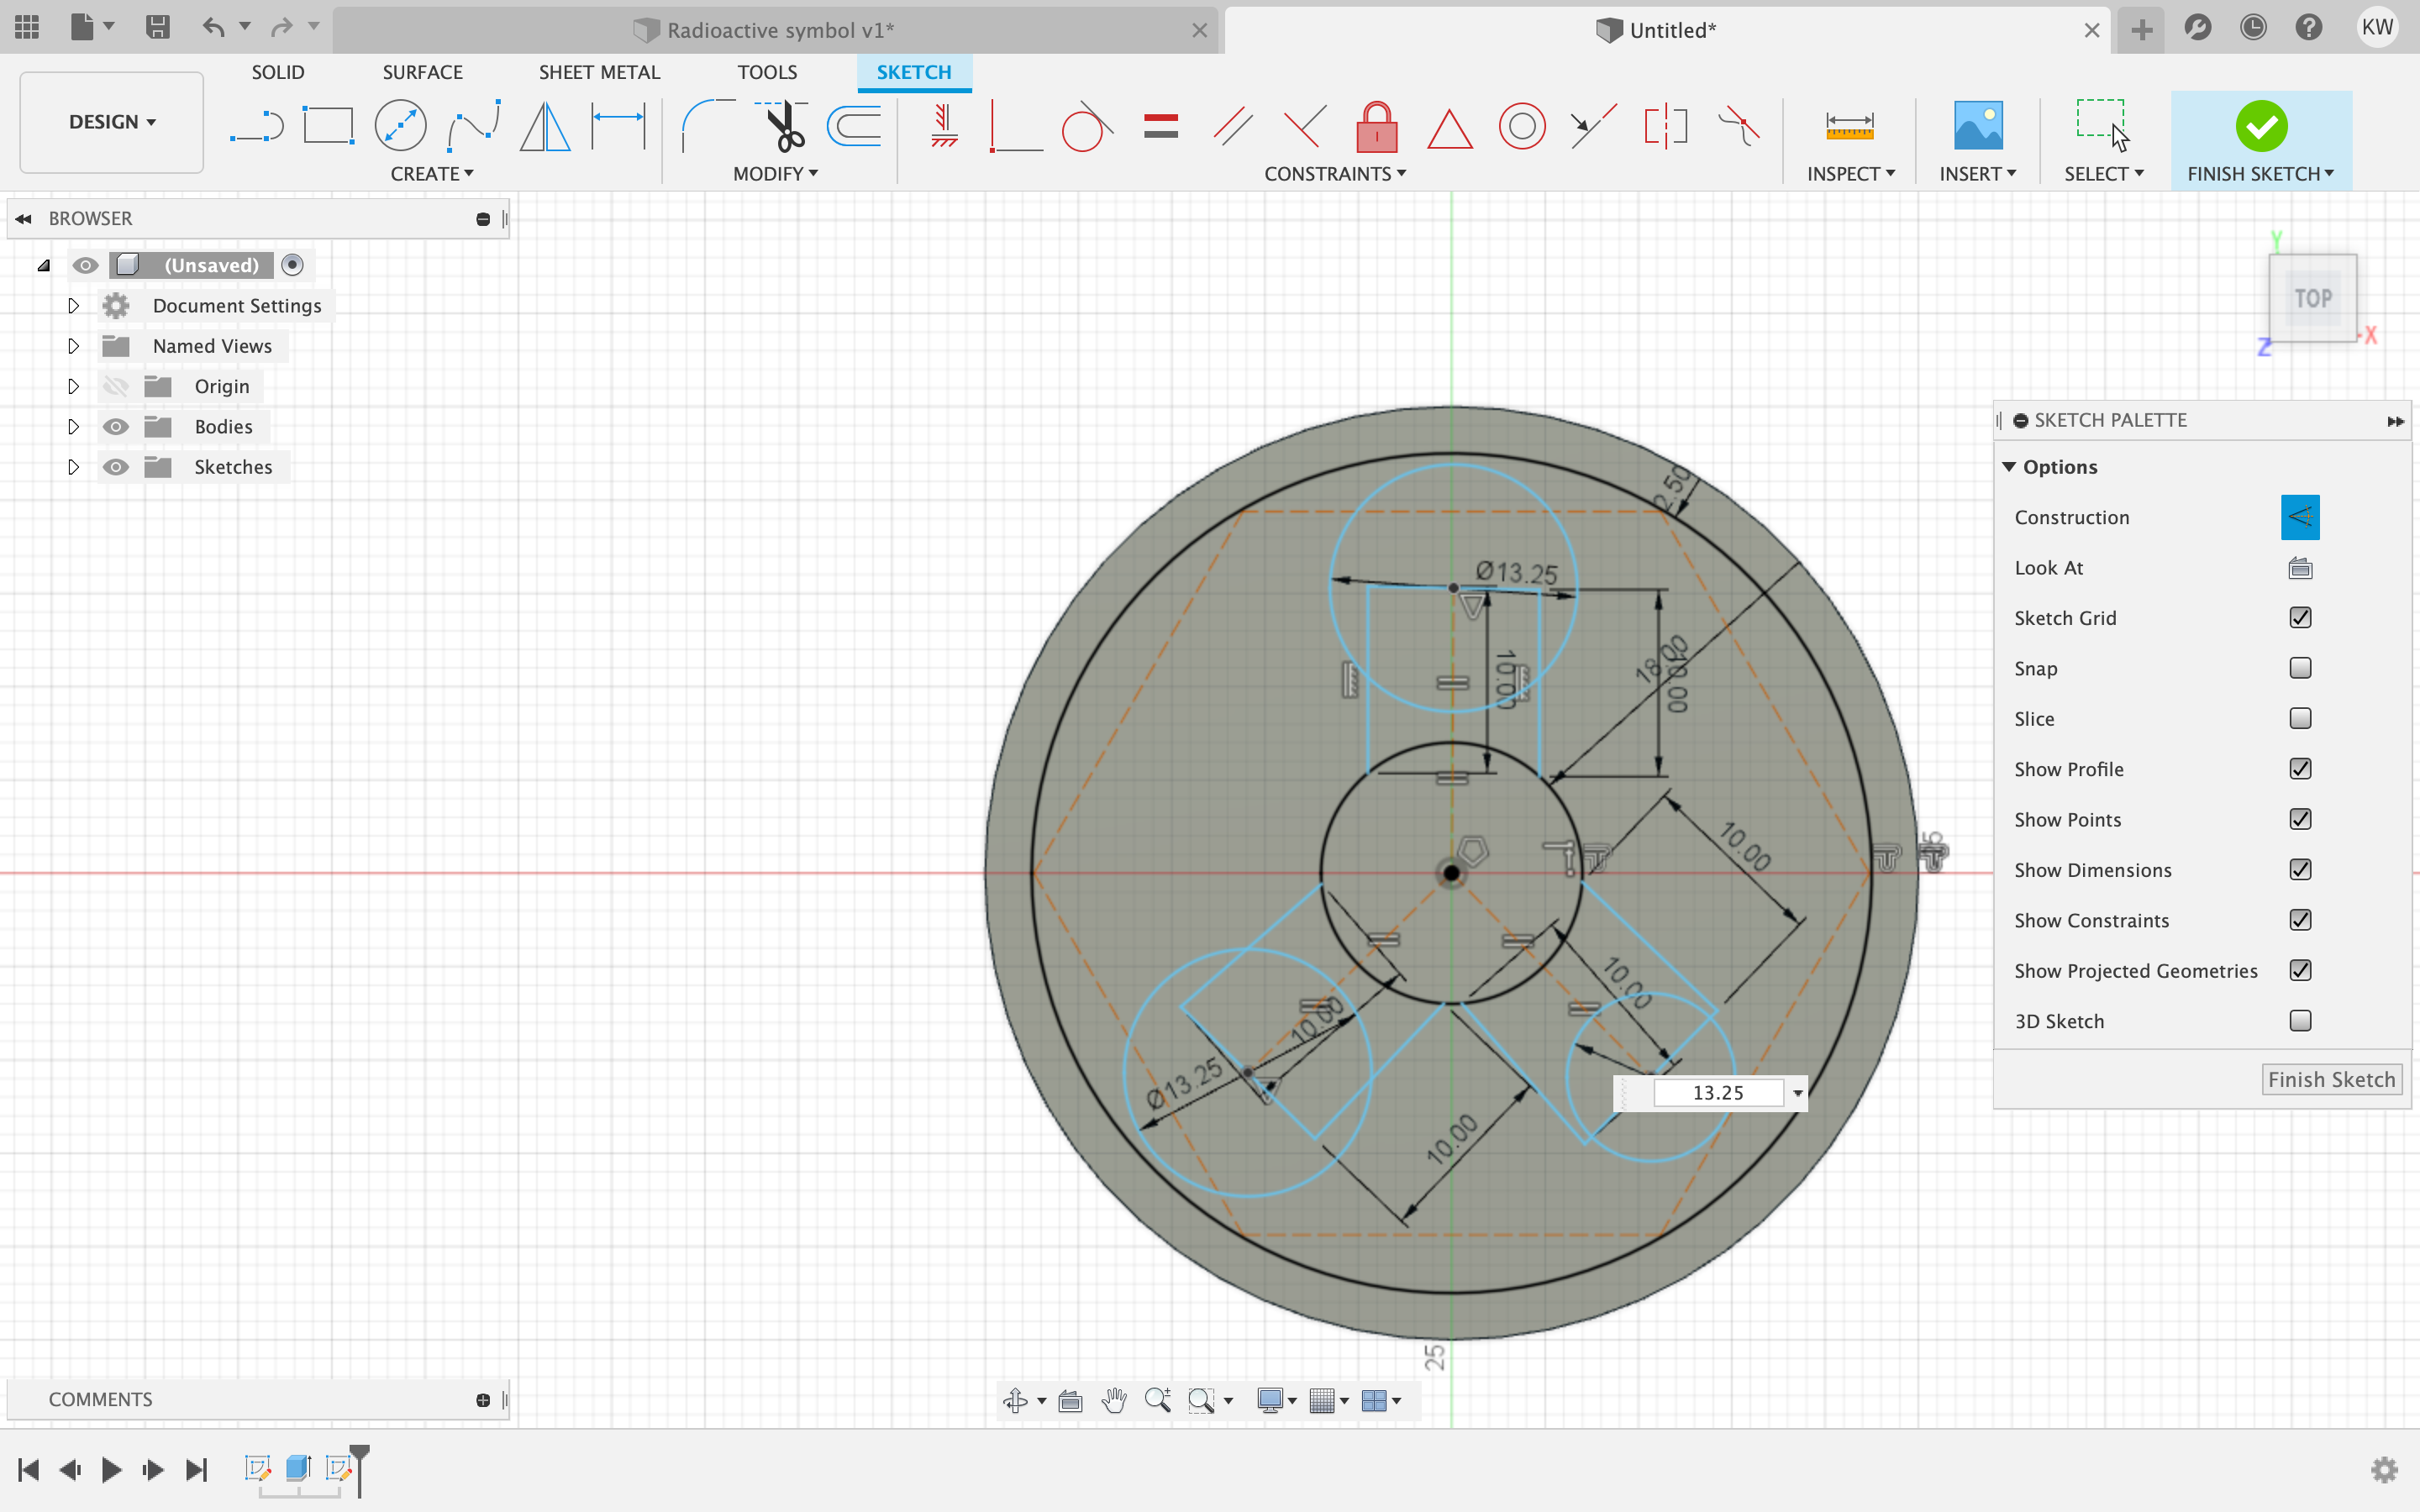 Radioactive symbol v1*
Untitled*
KW
SOLID
SURFACE
SHEET METAL
TOOLS
SKETCH
DESIGN
CREATE
MODIFY
CONSTRAINTS
INSPECT
INSERT
SELECT
FINISH SKETCH
BROWSER
(Unsaved)
Document Settings
Named Views
Origin
Bodies
Sketches
Y
TOP
X
Z
SKETCH PALETTE
Options
Construction
Look At
Sketch Grid
Snap
Slice
Show Profile
Show Points
Show Dimensions
Show Constraints
Show Projected Geometries
3D Sketch
Finish Sketch
2.50
Ø13.25
10.00
18.00
10.00
10.00
10.00
10.00
Ø13.25
13.25
10.00
25
COMMENTS